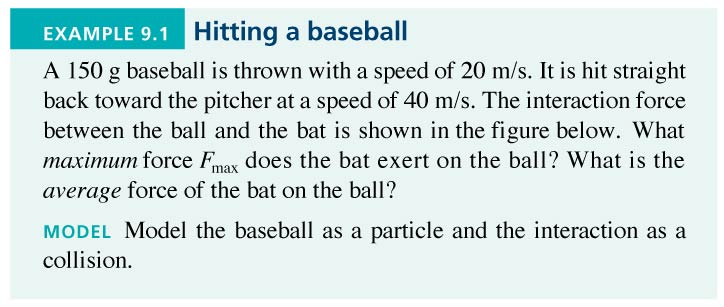 EXAMPLE 9.1 Hitting a baseball
A 150 g baseball is thrown with a speed of 20 m/s. It is hit straight
back toward the pitcher at a speed of 40 m/s. The interaction force
between the ball and the bat is shown in the figure below. What
maximum force Fmax does the bat exert on the ball? What is the
average force of the bat on the ball?
MODEL Model the baseball as a particle and the interaction as a
collision.